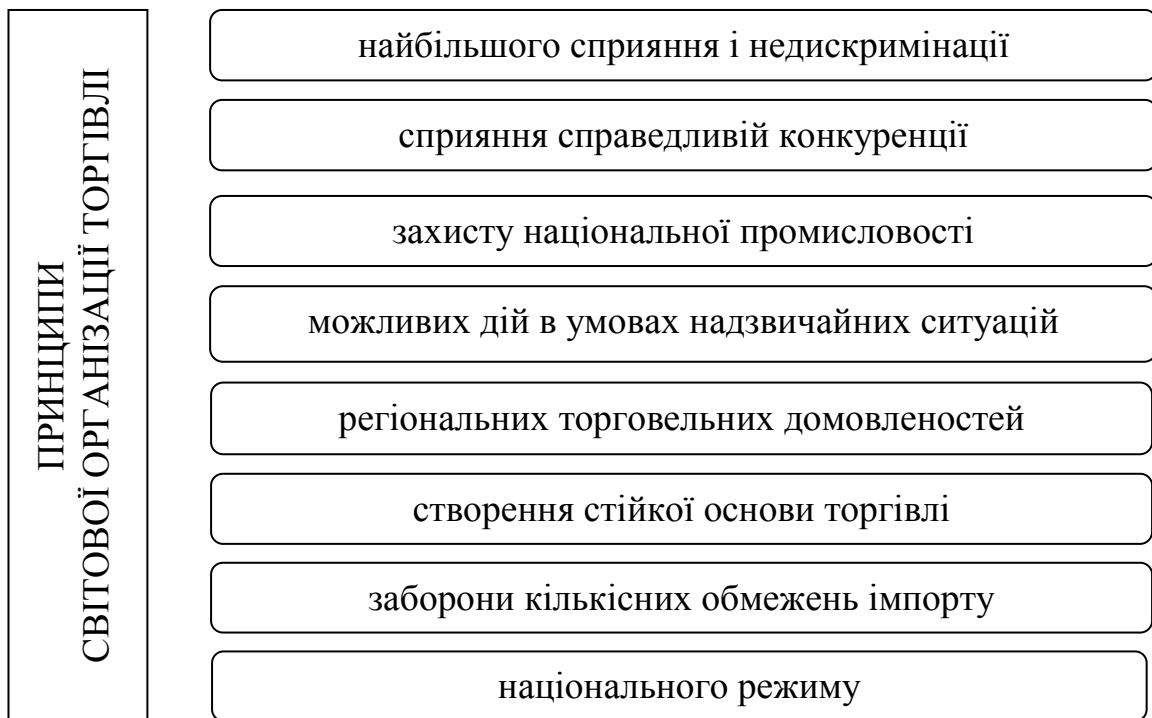 ПРИНЦИПИ
СВІТОВОЇ ОРГАНІЗАЦІЇ ТОРГІВЛІ
найбільшого сприяння і недискримінації
сприяння справедливій конкуренції
захисту національної промисловості
можливих дій в умовах надзвичайних ситуацій
регіональних торговельних домовленостей
створення стійкої основи торгівлі
заборони кількісних обмежень імпорту
національного режиму